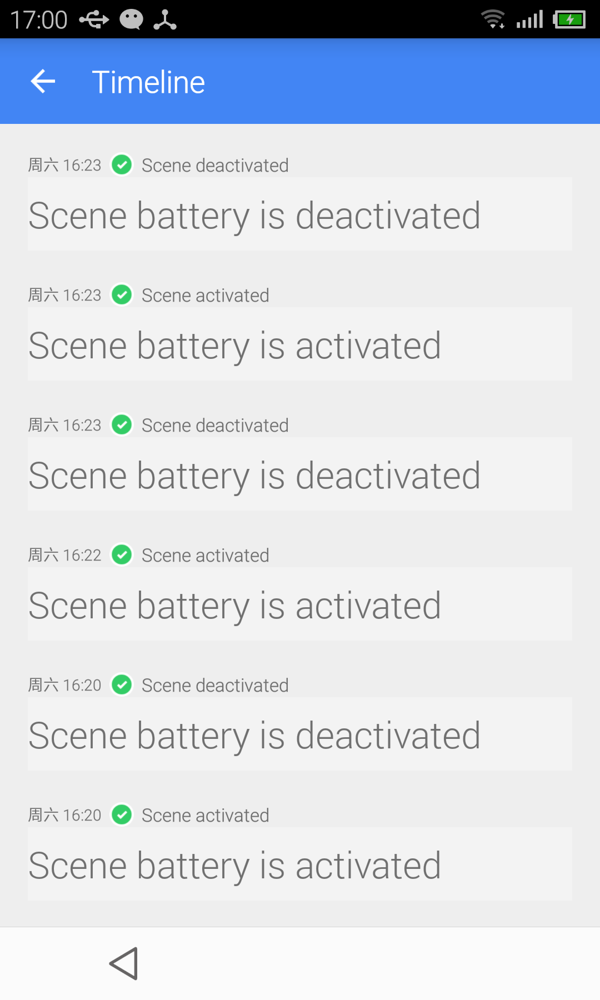 17:00
Timeline
周六 16:23 Scene deactivated
Scene battery is deactivated
周六 16:23 Scene activated
Scene battery is activated
周六 16:23 Scene deactivated
Scene battery is deactivated
周六 16:22 Scene activated
Scene battery is activated
周六 16:20 Scene deactivated
Scene battery is deactivated
周六 16:20 Scene activated
Scene battery is activated